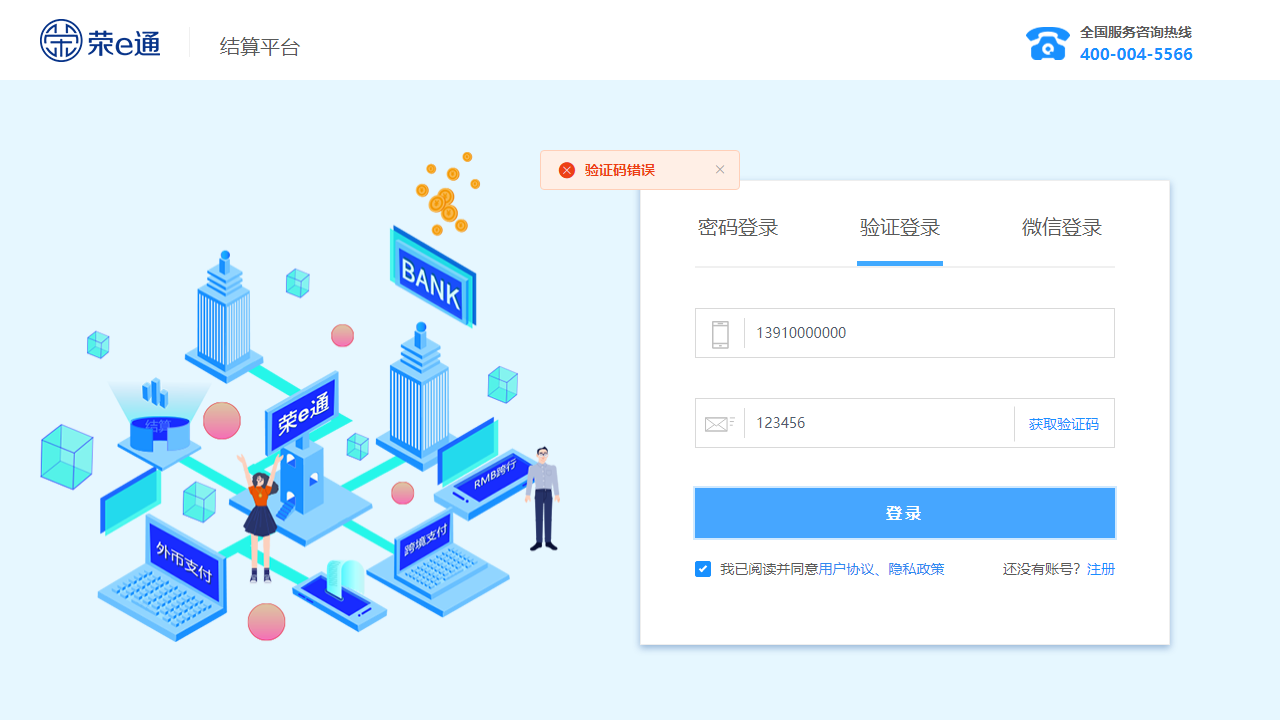 荣e通
结算平台
全国服务咨询热线
400-004-5566
验证码错误
密码登录
验证登录
微信登录
13910000000
123456
获取验证码
登录
我已阅读并同意用户协议、隐私政策
还没有账号？注册
BANK
荣e通
结算
RMB跨行
外币支付
跨境支付